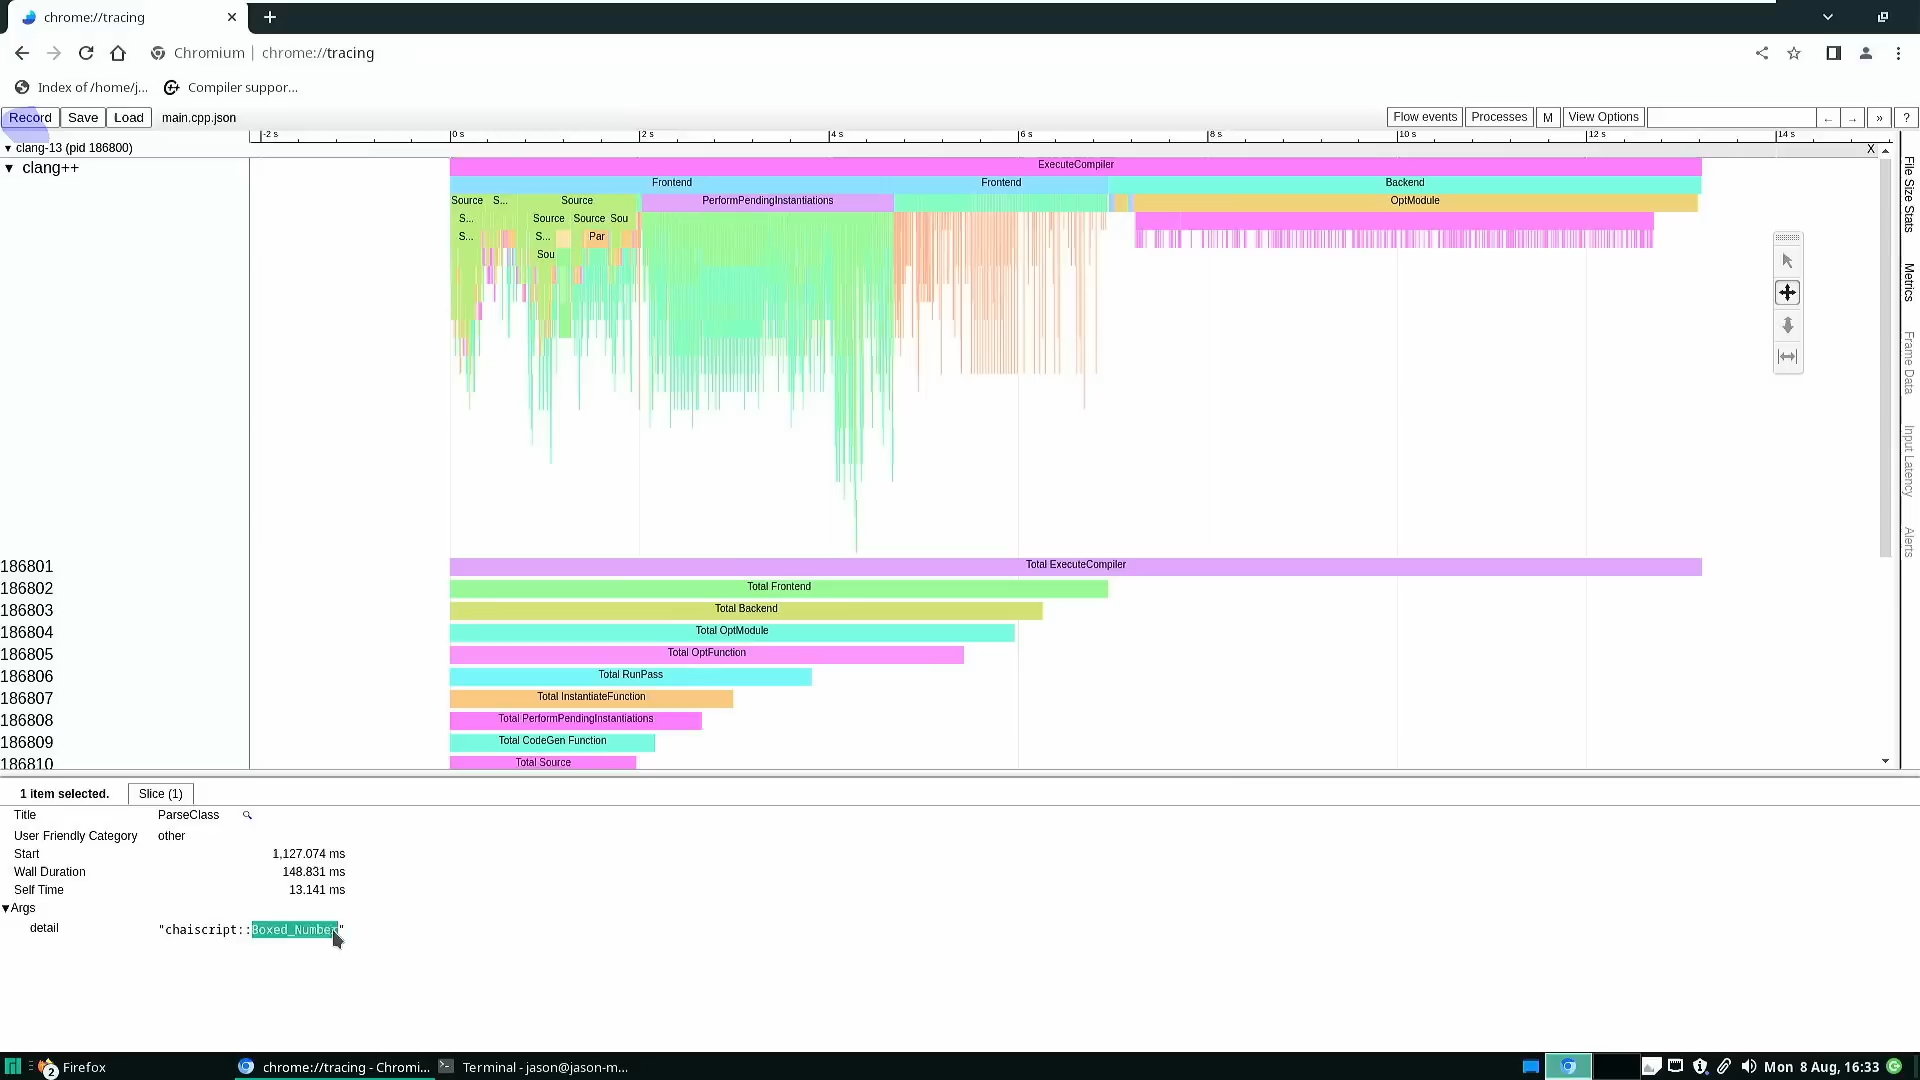 chrome://tracing
Chromium | chrome://tracing
Index of /home/j... Compiler suppor...
Record Save Load main.cpp.json Flow events Processes M View Options ← → » ?
-2 s 0 s 2 s 4 s 6 s 8 s 10 s 12 s 14 s
clang-13 (pid 186800) X
clang++ ExecuteCompiler
Frontend Frontend Backend
Source S... Source PerformPendingInstantiations OptModule
S... Source Source Sou
S... S... Par
Sou
186801 Total ExecuteCompiler
186802 Total Frontend
186803 Total Backend
186804 Total OptModule
186805 Total OptFunction
186806 Total RunPass
186807 Total InstantiateFunction
186808 Total PerformPendingInstantiations
186809 Total CodeGen Function
186810 Total Source
File Size Stats
Metrics
Frame Data
Input Latency
Alerts
1 item selected. Slice (1)
Title ParseClass
User Friendly Category other
Start 1,127.074 ms
Wall Duration 148.831 ms
Self Time 13.141 ms
Args
detail "chaiscript::Boxed_Number"
2 Firefox chrome://tracing - Chromi... Terminal - jason@jason-m... Mon 8 Aug, 16:33